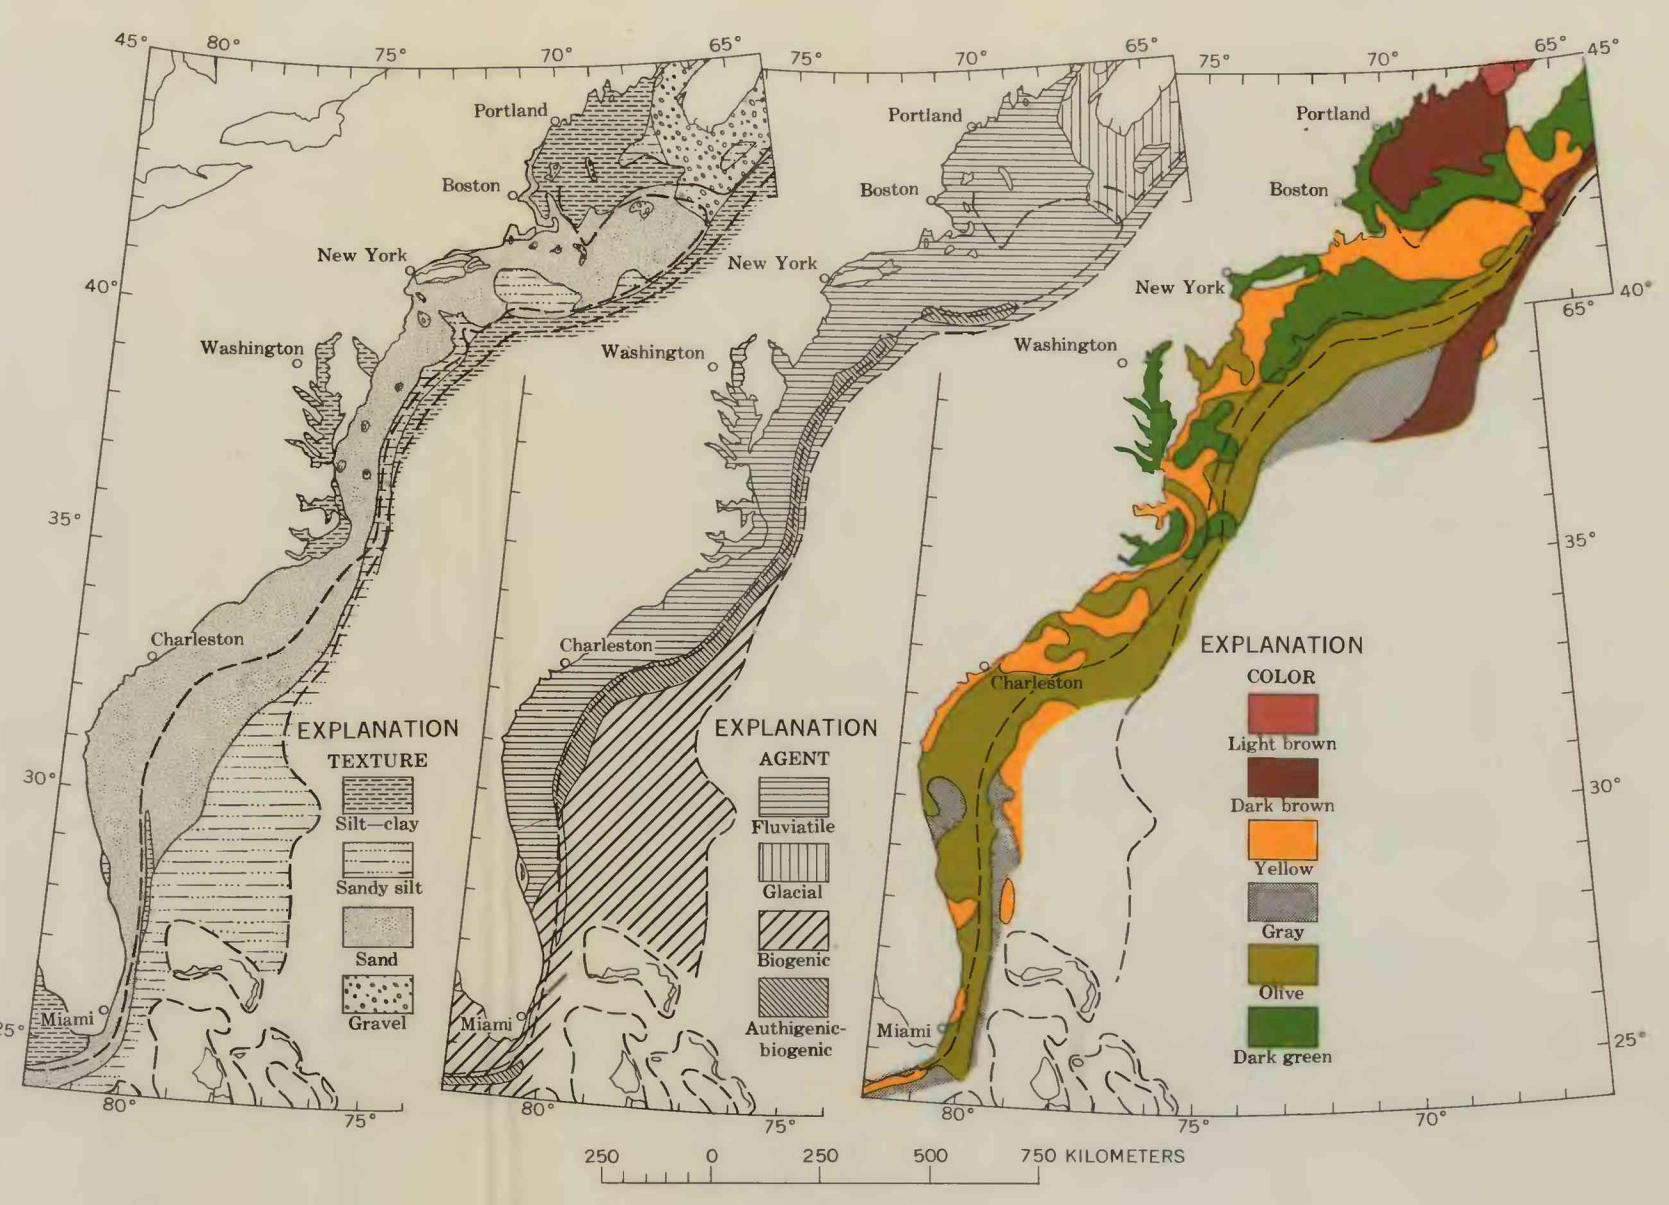 45° 80° 75° 70° 65° 75° 70° 65° 75° 70° 65° 45°
Portland
Portland
Portland
Boston
Boston
Boston
New York
New York
New York
40°
40°
65°
Washington
Washington
Washington
35°
35°
Charleston
Charleston
Charleston
30°
30°
EXPLANATION
TEXTURE
Silt—clay
Sandy silt
Sand
Gravel
EXPLANATION
AGENT
Fluviatile
Glacial
Biogenic
Authigenic-
biogenic
EXPLANATION
COLOR
Light brown
Dark brown
Yellow
Gray
Olive
Dark green
Miami
Miami
Miami
25°
25°
80° 75° 80° 75° 80° 75° 70°
250 0 250 500 750 KILOMETERS